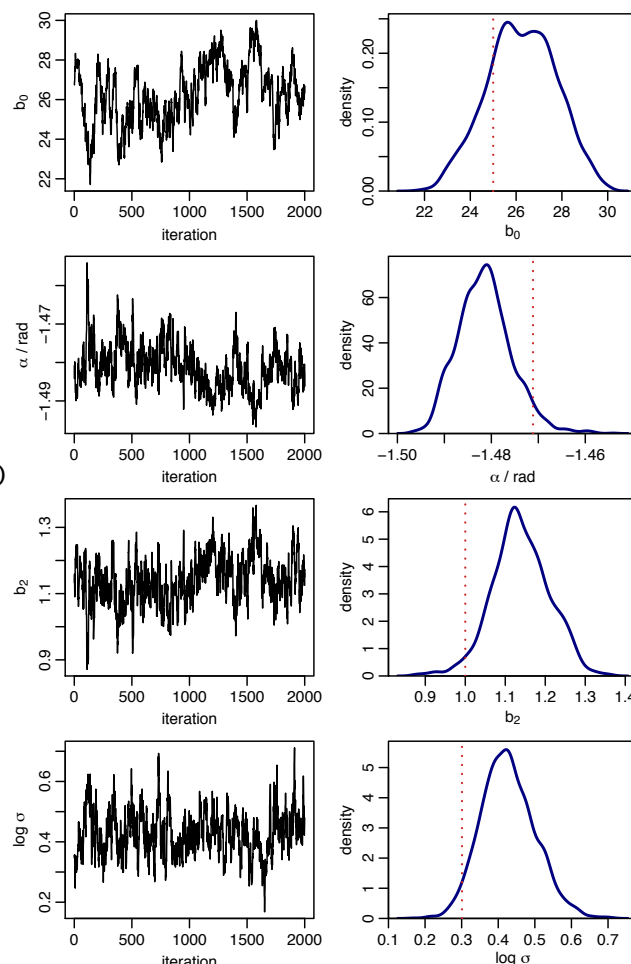 22 24 26 28 30
b0
0 500 1000 1500 2000
iteration
0.00 0.10 0.20
density
22 24 26 28 30
b0
−1.49 −1.47
α / rad
0 500 1000 1500 2000
iteration
0 20 40 60
density
−1.50 −1.48 −1.46
α / rad
)
0.9 1.1 1.3
b2
0 500 1000 1500 2000
iteration
0 1 2 3 4 5 6
density
0.9 1.0 1.1 1.2 1.3 1.4
b2
0.2 0.4 0.6
log σ
0 500 1000 1500 2000
iteration
0 1 2 3 4 5
density
0.1 0.2 0.3 0.4 0.5 0.6 0.7
log σ